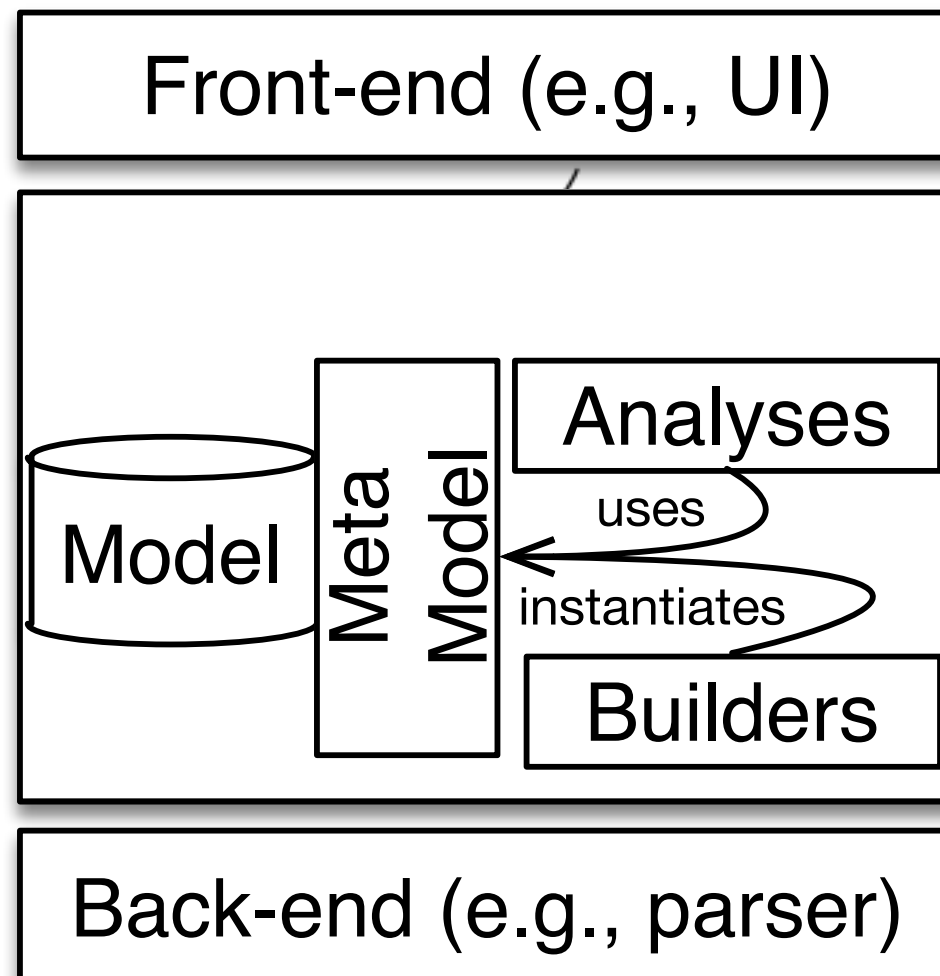 Front-end (e.g., UI)
Analyses
uses
Model
Meta
Model
instantiates
Builders
Back-end (e.g., parser)